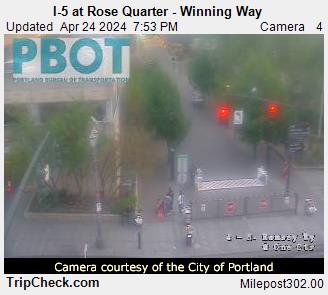 I-5 at Rose Quarter - Winning Way
Updated Apr 24 2024 7:53 PM Camera 4
PBOT
PORTLAND BUREAU OF TRANSPORTATION
Camera courtesy of the City of Portland
TripCheck.com Milepost302.00